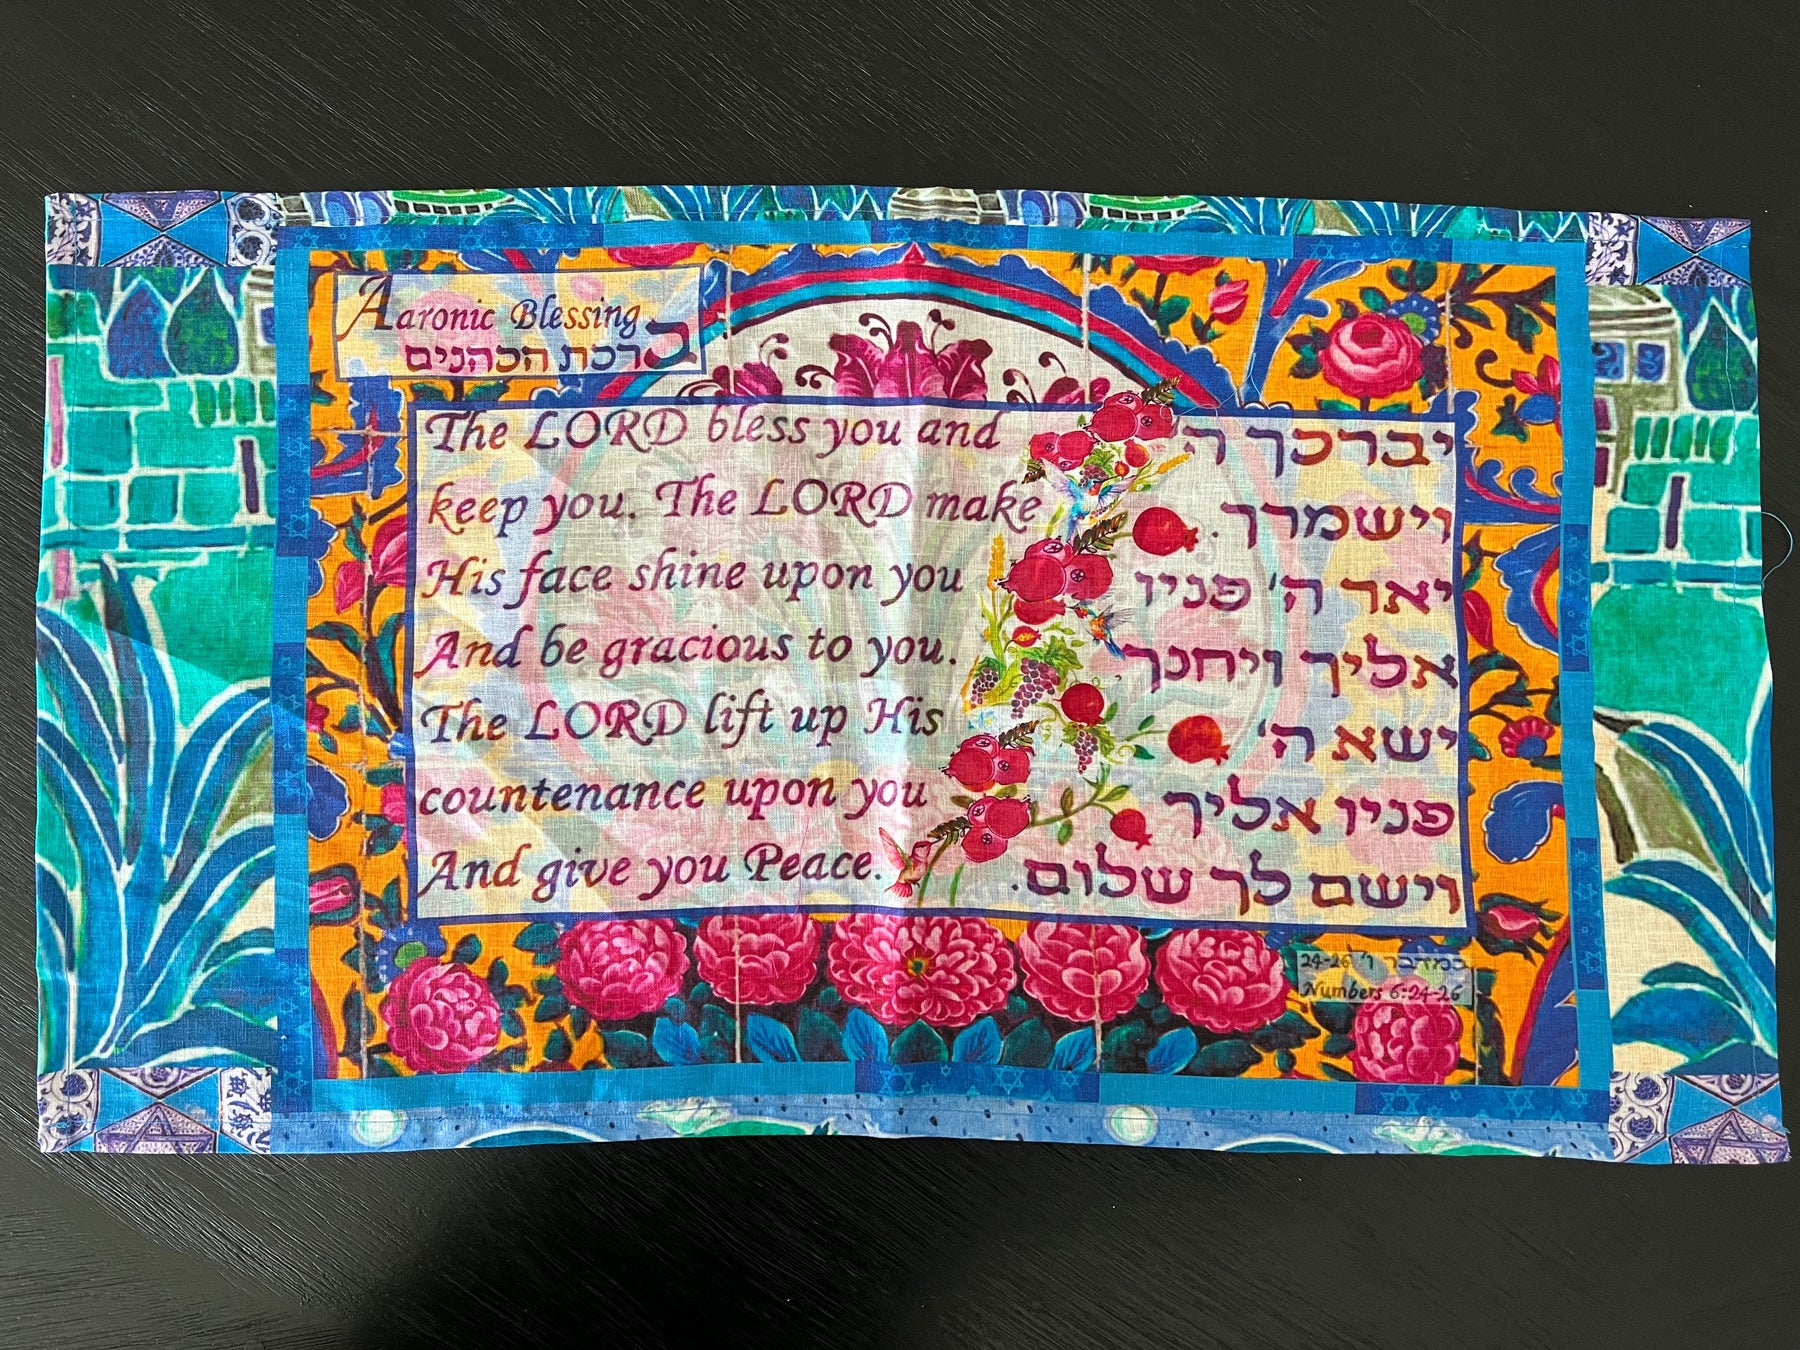 Aaronic Blessing
ברכת הכהנים
The LORD bless you and
keep you. The LORD make
His face shine upon you
And be gracious to you.
The LORD lift up His
countenance upon you
And give you Peace.
יברכך ה'
וישמרך.
יאר ה' פניו
אליך ויחנך
ישא ה'
פניו אליך
וישם לך שלום.
במדבר ו' 24-26
Numbers 6:24-26